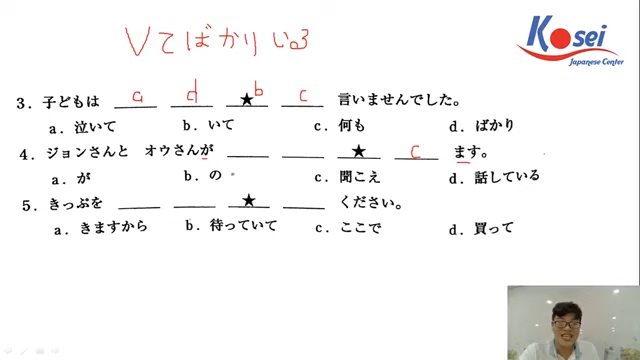 Vてばかりいる
Kosei
Japanese Center
3．子どもは a d ★ b c 言いませんでした。
a．泣いて b．いて c．何も d．ばかり
4．ジョンさんと オウさんが ★ c ます。
a．が b．の c．聞こえ d．話している
5．きっぷを ★ ください。
a．きますから b．待っていて c．ここで d．買って